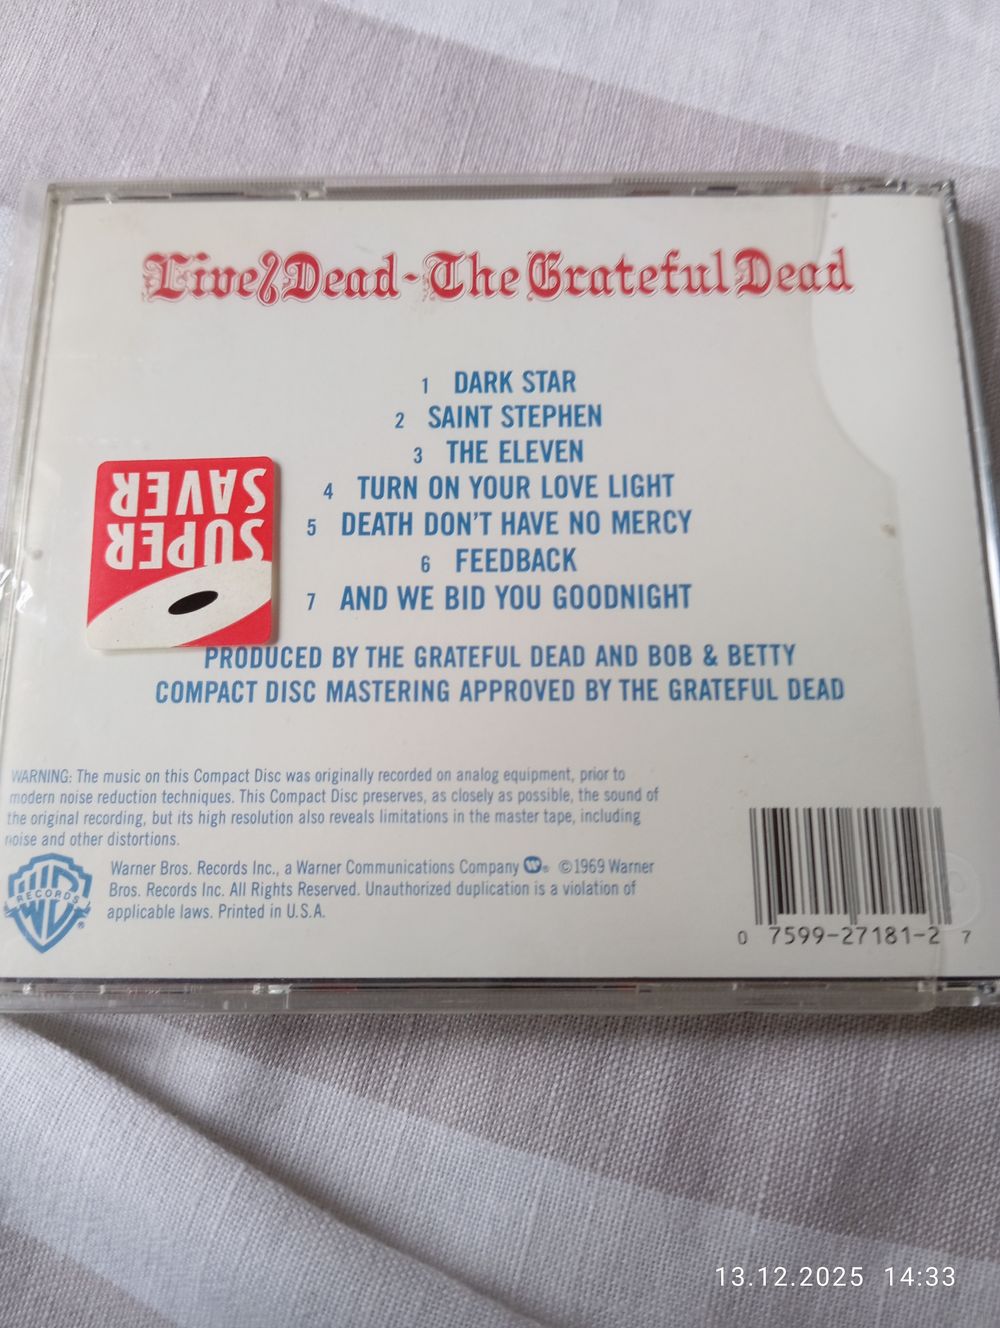 Live/Dead - The Grateful Dead
1 DARK STAR
2 SAINT STEPHEN
3 THE ELEVEN
4 TURN ON YOUR LOVE LIGHT
5 DEATH DON'T HAVE NO MERCY
6 FEEDBACK
7 AND WE BID YOU GOODNIGHT
SUPER
SAVER
PRODUCED BY THE GRATEFUL DEAD AND BOB & BETTY
COMPACT DISC MASTERING APPROVED BY THE GRATEFUL DEAD
WARNING: The music on this Compact Disc was originally recorded on analog equipment, prior to
modern noise reduction techniques. This Compact Disc preserves, as closely as possible, the sound of
the original recording, but its high resolution also reveals limitations in the master tape, including
noise and other distortions.
WB
RECORDS
®
Warner Bros. Records Inc., a Warner Communications Company ®. ©1969 Warner
Bros. Records Inc. All Rights Reserved. Unauthorized duplication is a violation of
applicable laws. Printed in U.S.A.
0 7599-27181-2 7
13.12.2025 14:33